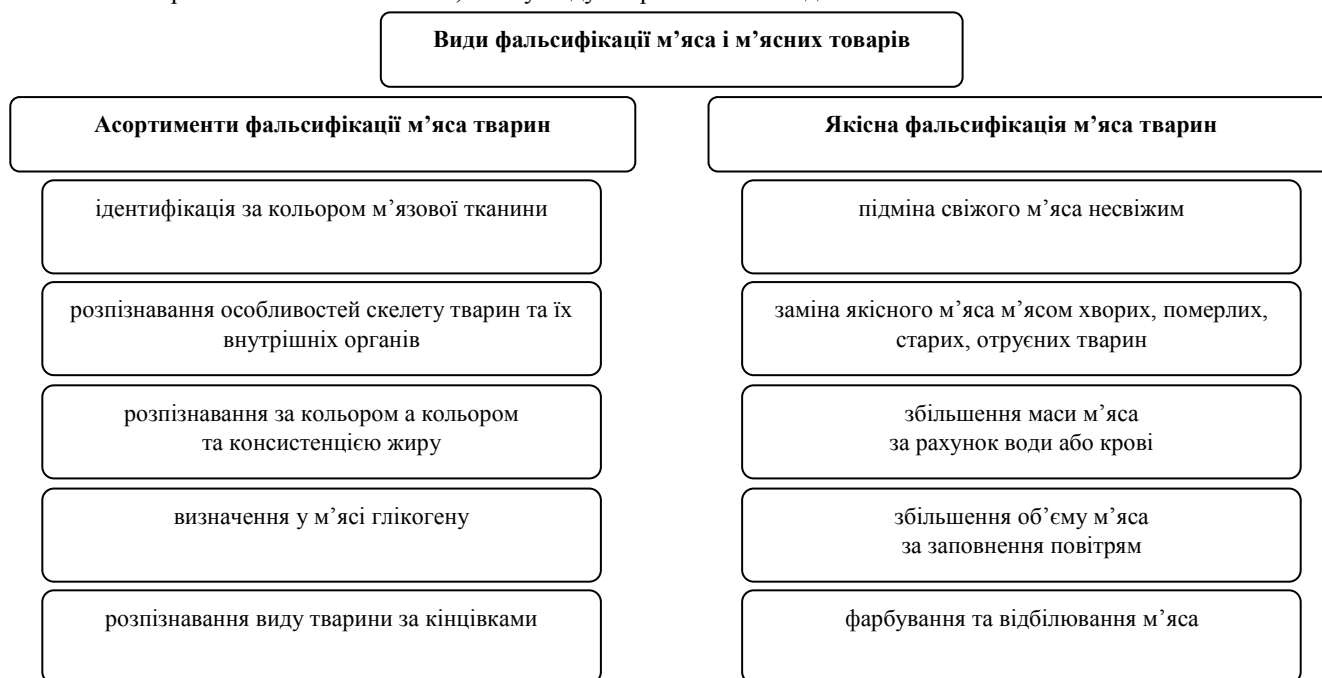 Види фальсифікації м’яса і м’ясних товарів
Асортименти фальсифікації м’яса тварин
Якісна фальсифікація м’яса тварин
ідентифікація за кольором м’язової тканини
підміна свіжого м’яса несвіжим
розпізнавання особливостей скелету тварин та їх
внутрішніх органів
заміна якісного м’яса м’ясом хворих, померлих,
старих, отруєних тварин
розпізнавання за кольором а кольором
та консистенцією жиру
збільшення маси м’яса
за рахунок води або крові
визначення у м’ясі глікогену
збільшення об’єму м’яса
за заповнення повітрям
розпізнавання виду тварини за кінцівками
фарбування та відбілювання м’яса